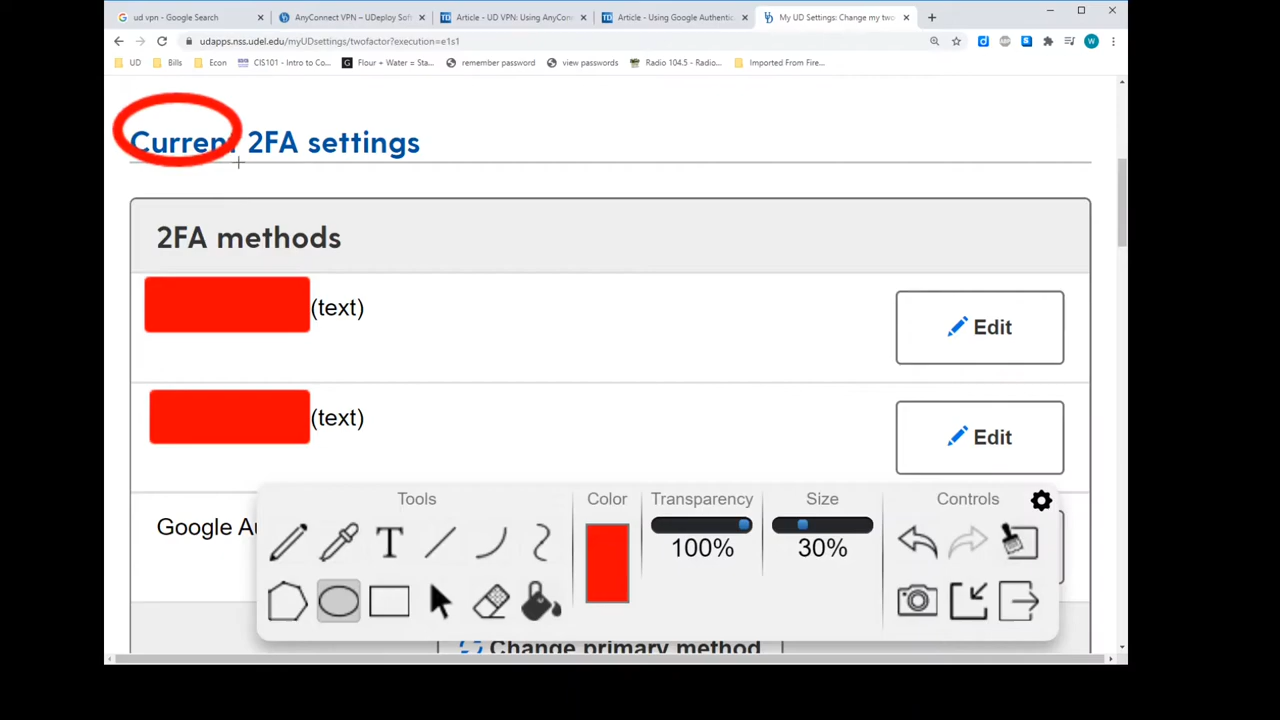 ud vpn - Google Search
AnyConnect VPN – UDeploy Sof
Article - UD VPN: Using AnyCon
Article - Using Google Authentic
My UD Settings: Change my two
udapps.nss.udel.edu/myUDsettings/twofactor?execution=e1s1
UD
Bills
Econ
CIS101 - Intro to Co...
Flour + Water = Sta...
remember password
view passwords
Radio 104.5 - Radio...
Imported From Fire...
Current 2FA settings
2FA methods
(text)
Edit
(text)
Edit
Google Au
Tools
Color
Transparency
Size
Controls
100%
30%
Change primary method